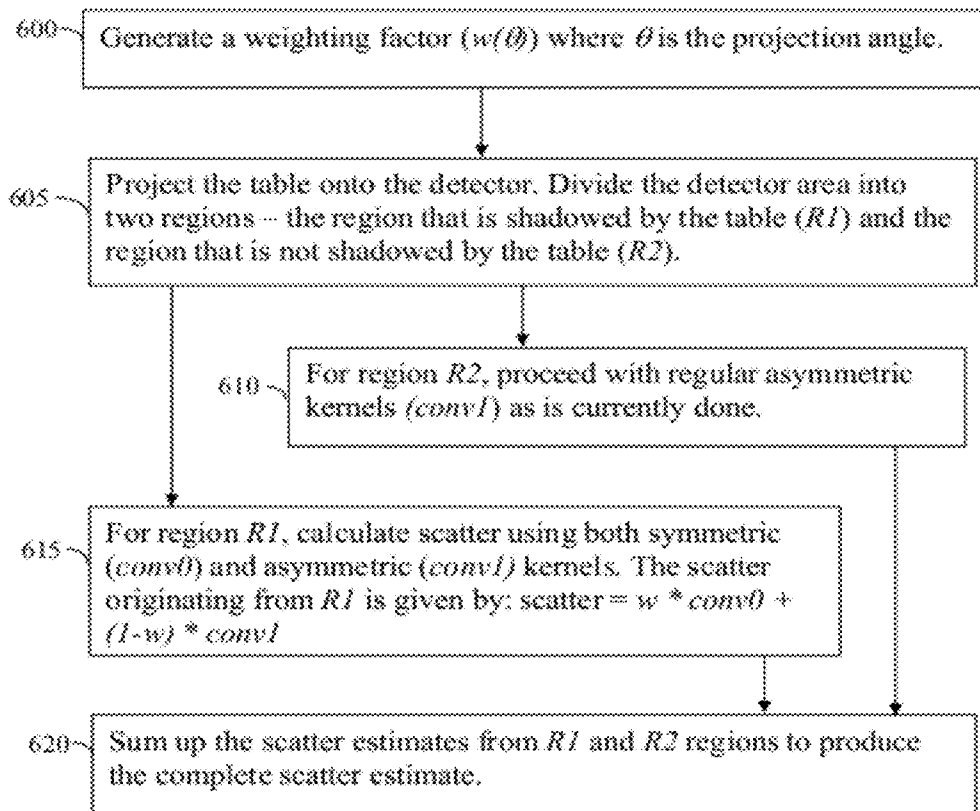 600
Generate a weighting factor (w(θ)) where θ is the projection angle.
605
Project the table onto the detector. Divide the detector area into
two regions – the region that is shadowed by the table (R1) and the
region that is not shadowed by the table (R2).
610
For region R2, proceed with regular asymmetric
kernels (conv1) as is currently done.
615
For region R1, calculate scatter using both symmetric
(conv0) and asymmetric (conv1) kernels. The scatter
originating from R1 is given by: scatter = w * conv0 +
(1-w) * conv1
620
Sum up the scatter estimates from R1 and R2 regions to produce
the complete scatter estimate.